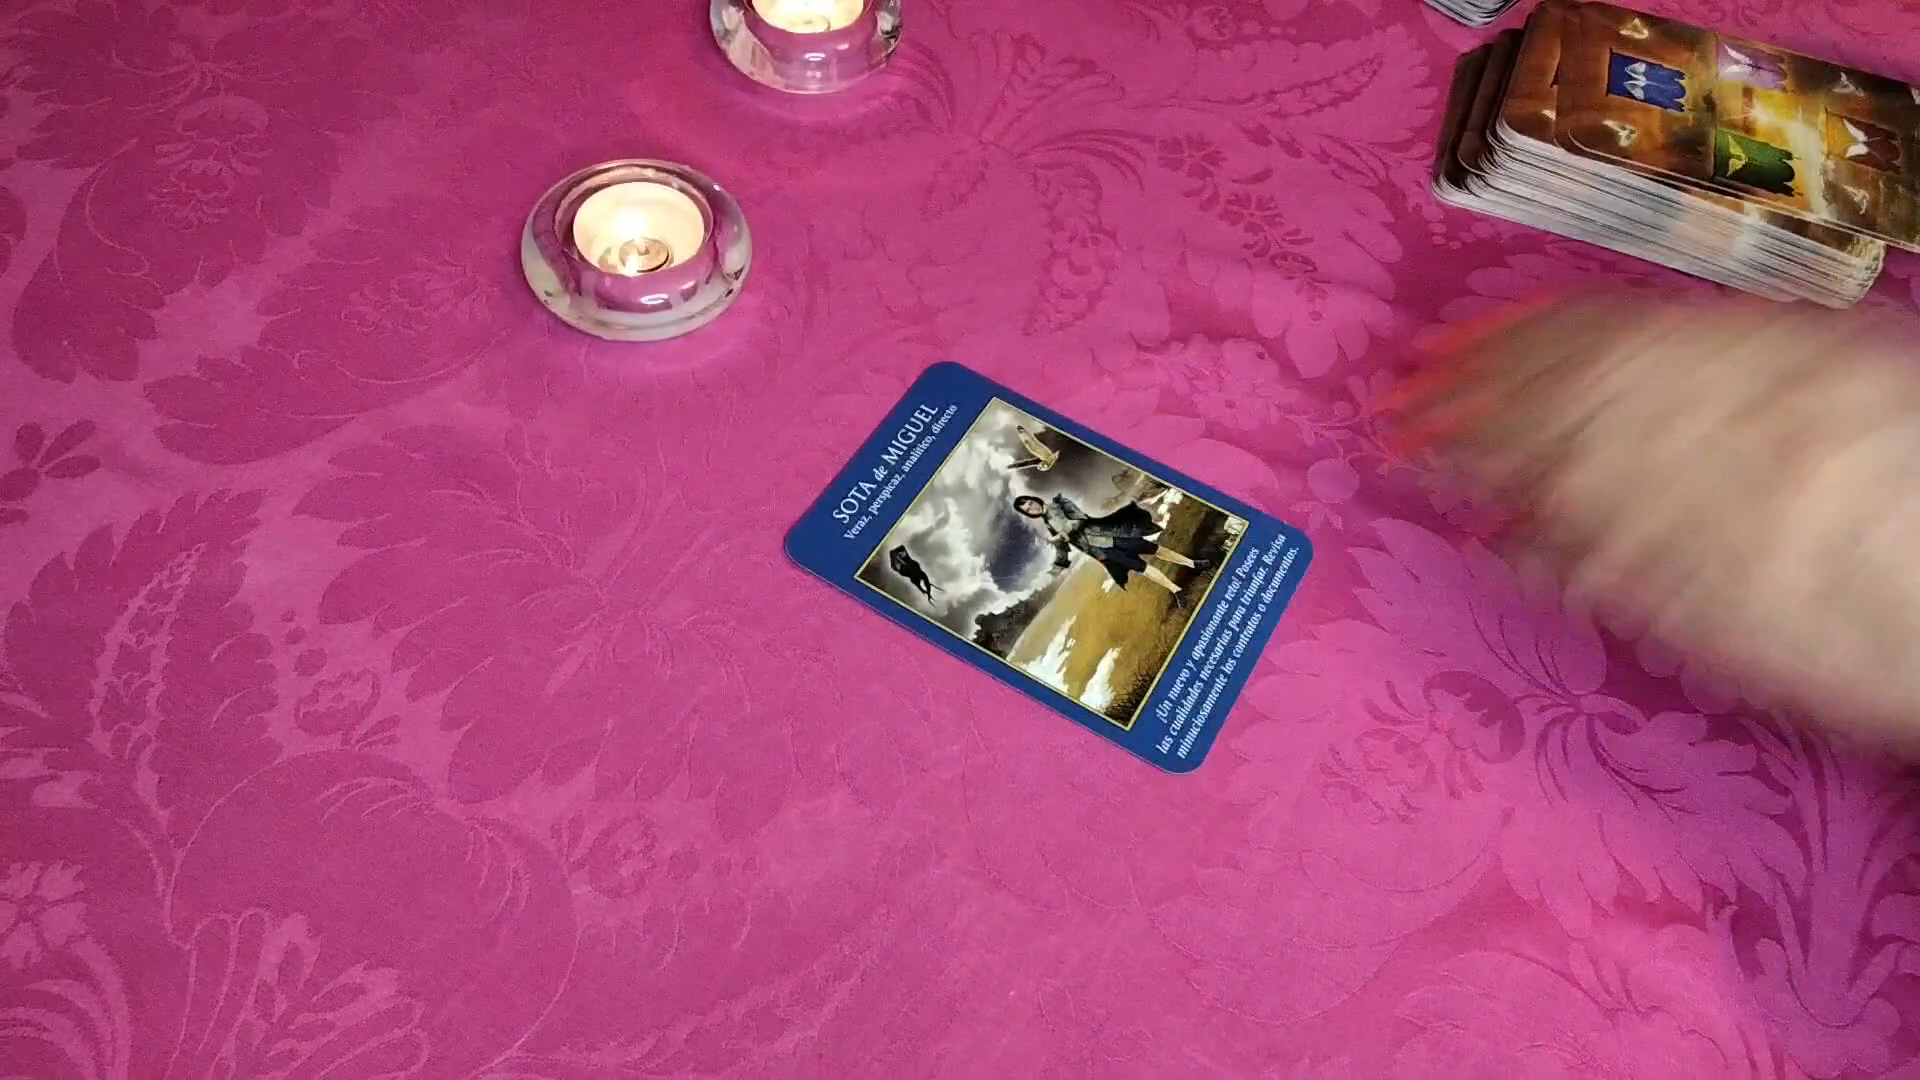 SOTA de MIGUEL
Veraz, perspicaz, analítico, directo
¡Un nuevo y apasionante reto! Posees
las cualidades necesarias para triunfar. Revisa
minuciosamente los contratos o documentos.